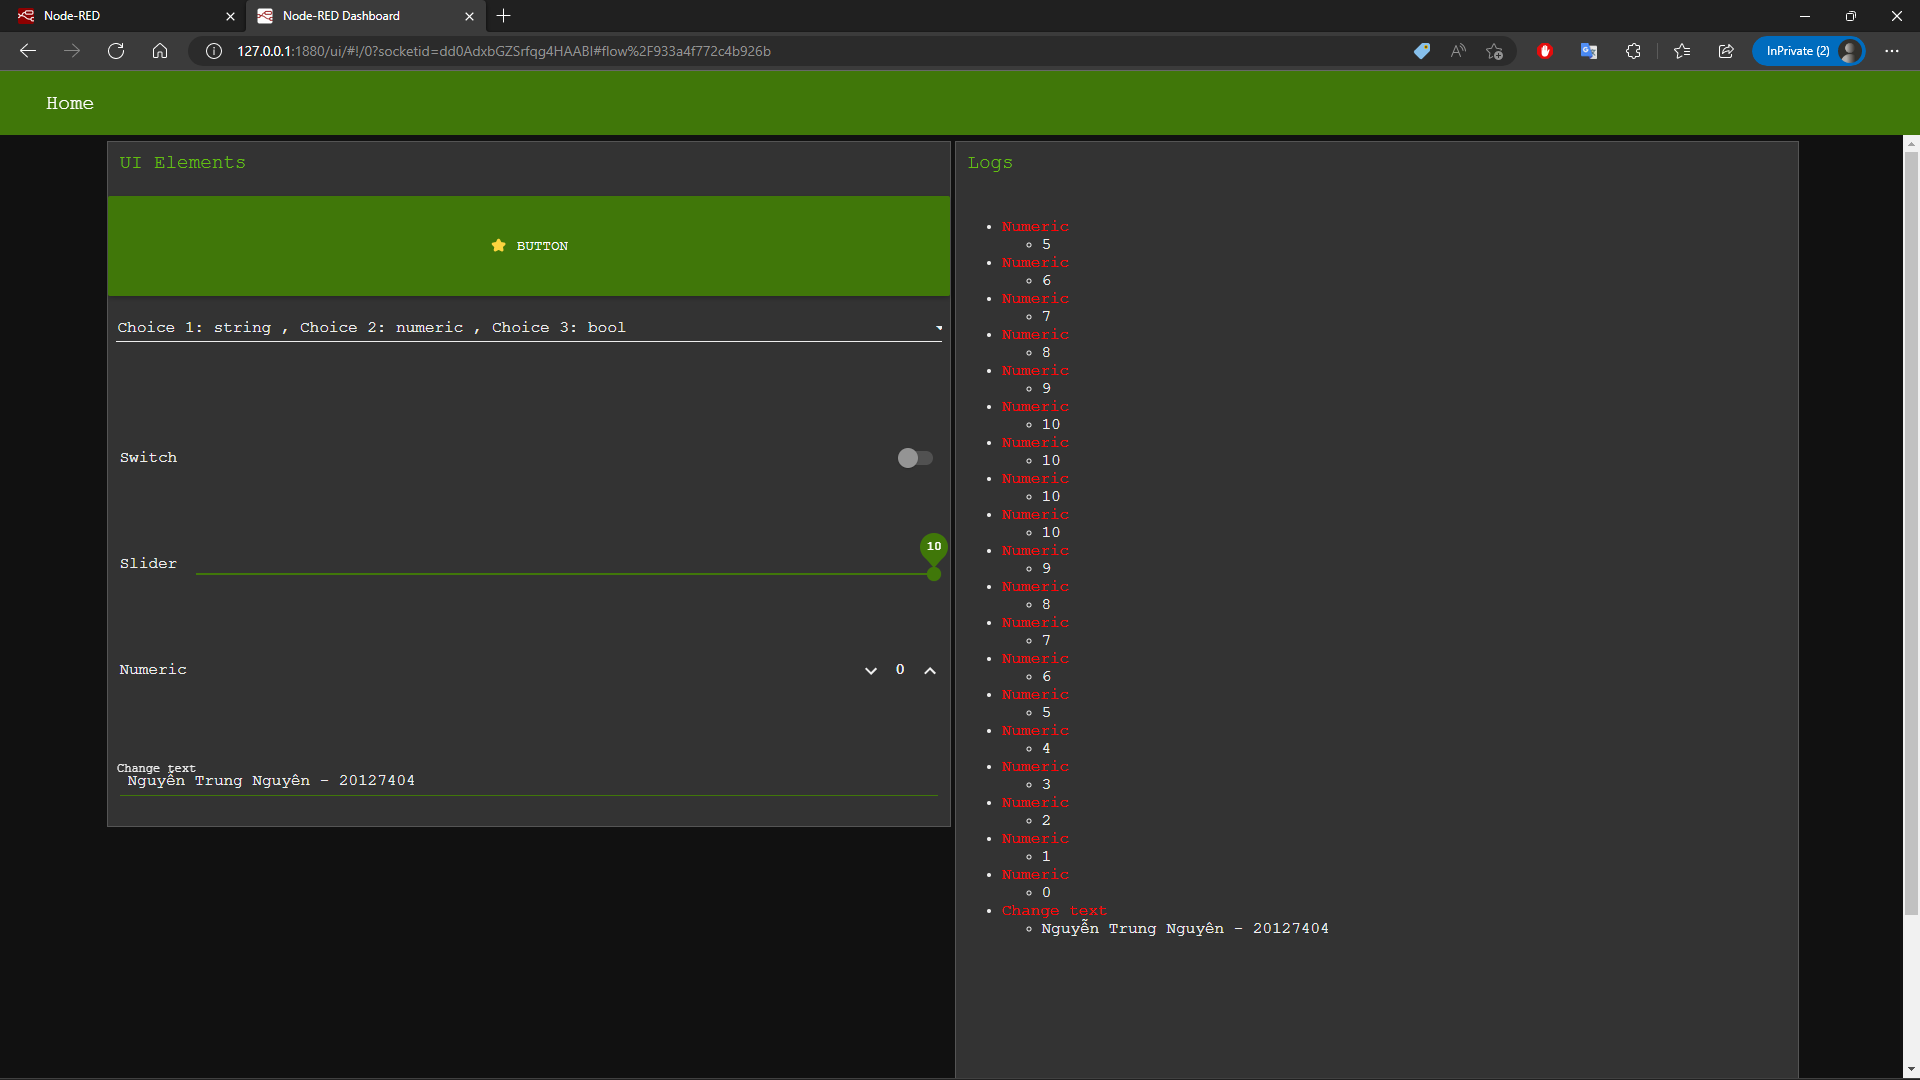 Node-RED
Node-RED Dashboard
127.0.0.1:1880/ui/#!/0?socketid=dd0AdxbGZSrfqg4HAABI#flow%2F933a4f772c4b926b
InPrivate (2)
Home
UI Elements
BUTTON
Choice 1: string , Choice 2: numeric , Choice 3: bool
Switch
Slider
10
Numeric
0
Change text
Nguyễn Trung Nguyên - 20127404
Logs
Numeric
5
Numeric
6
Numeric
7
Numeric
8
Numeric
9
Numeric
10
Numeric
10
Numeric
10
Numeric
10
Numeric
9
Numeric
8
Numeric
7
Numeric
6
Numeric
5
Numeric
4
Numeric
3
Numeric
2
Numeric
1
Numeric
0
Change text
Nguyễn Trung Nguyên - 20127404